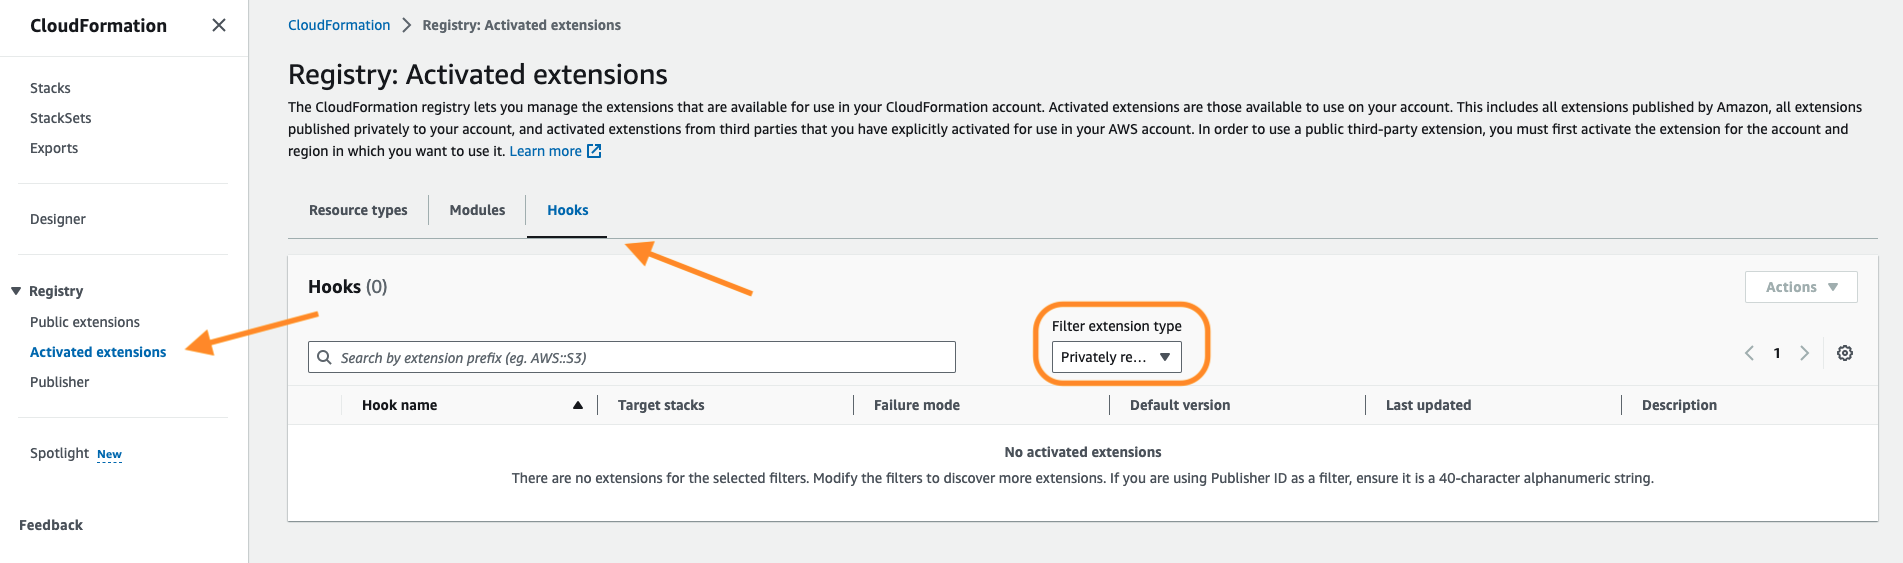 CloudFormation
Stacks
StackSets
Exports
Designer
Registry
Public extensions
Activated extensions
Publisher
Spotlight New
Feedback
CloudFormation > Registry: Activated extensions
Registry: Activated extensions
The CloudFormation registry lets you manage the extensions that are available for use in your CloudFormation account. Activated extensions are those available to use on your account. This includes all extensions published by Amazon, all extensions
published privately to your account, and activated extenstions from third parties that you have explicitly activated for use in your AWS account. In order to use a public third-party extension, you must first activate the extension for the account and
region in which you want to use it. Learn more
Resource types Modules Hooks
Hooks (0)
Actions
Filter extension type
Search by extension prefix (eg. AWS::S3)
Privately re...
1
Hook name Target stacks Failure mode Default version Last updated Description
No activated extensions
There are no extensions for the selected filters. Modify the filters to discover more extensions. If you are using Publisher ID as a filter, ensure it is a 40-character alphanumeric string.